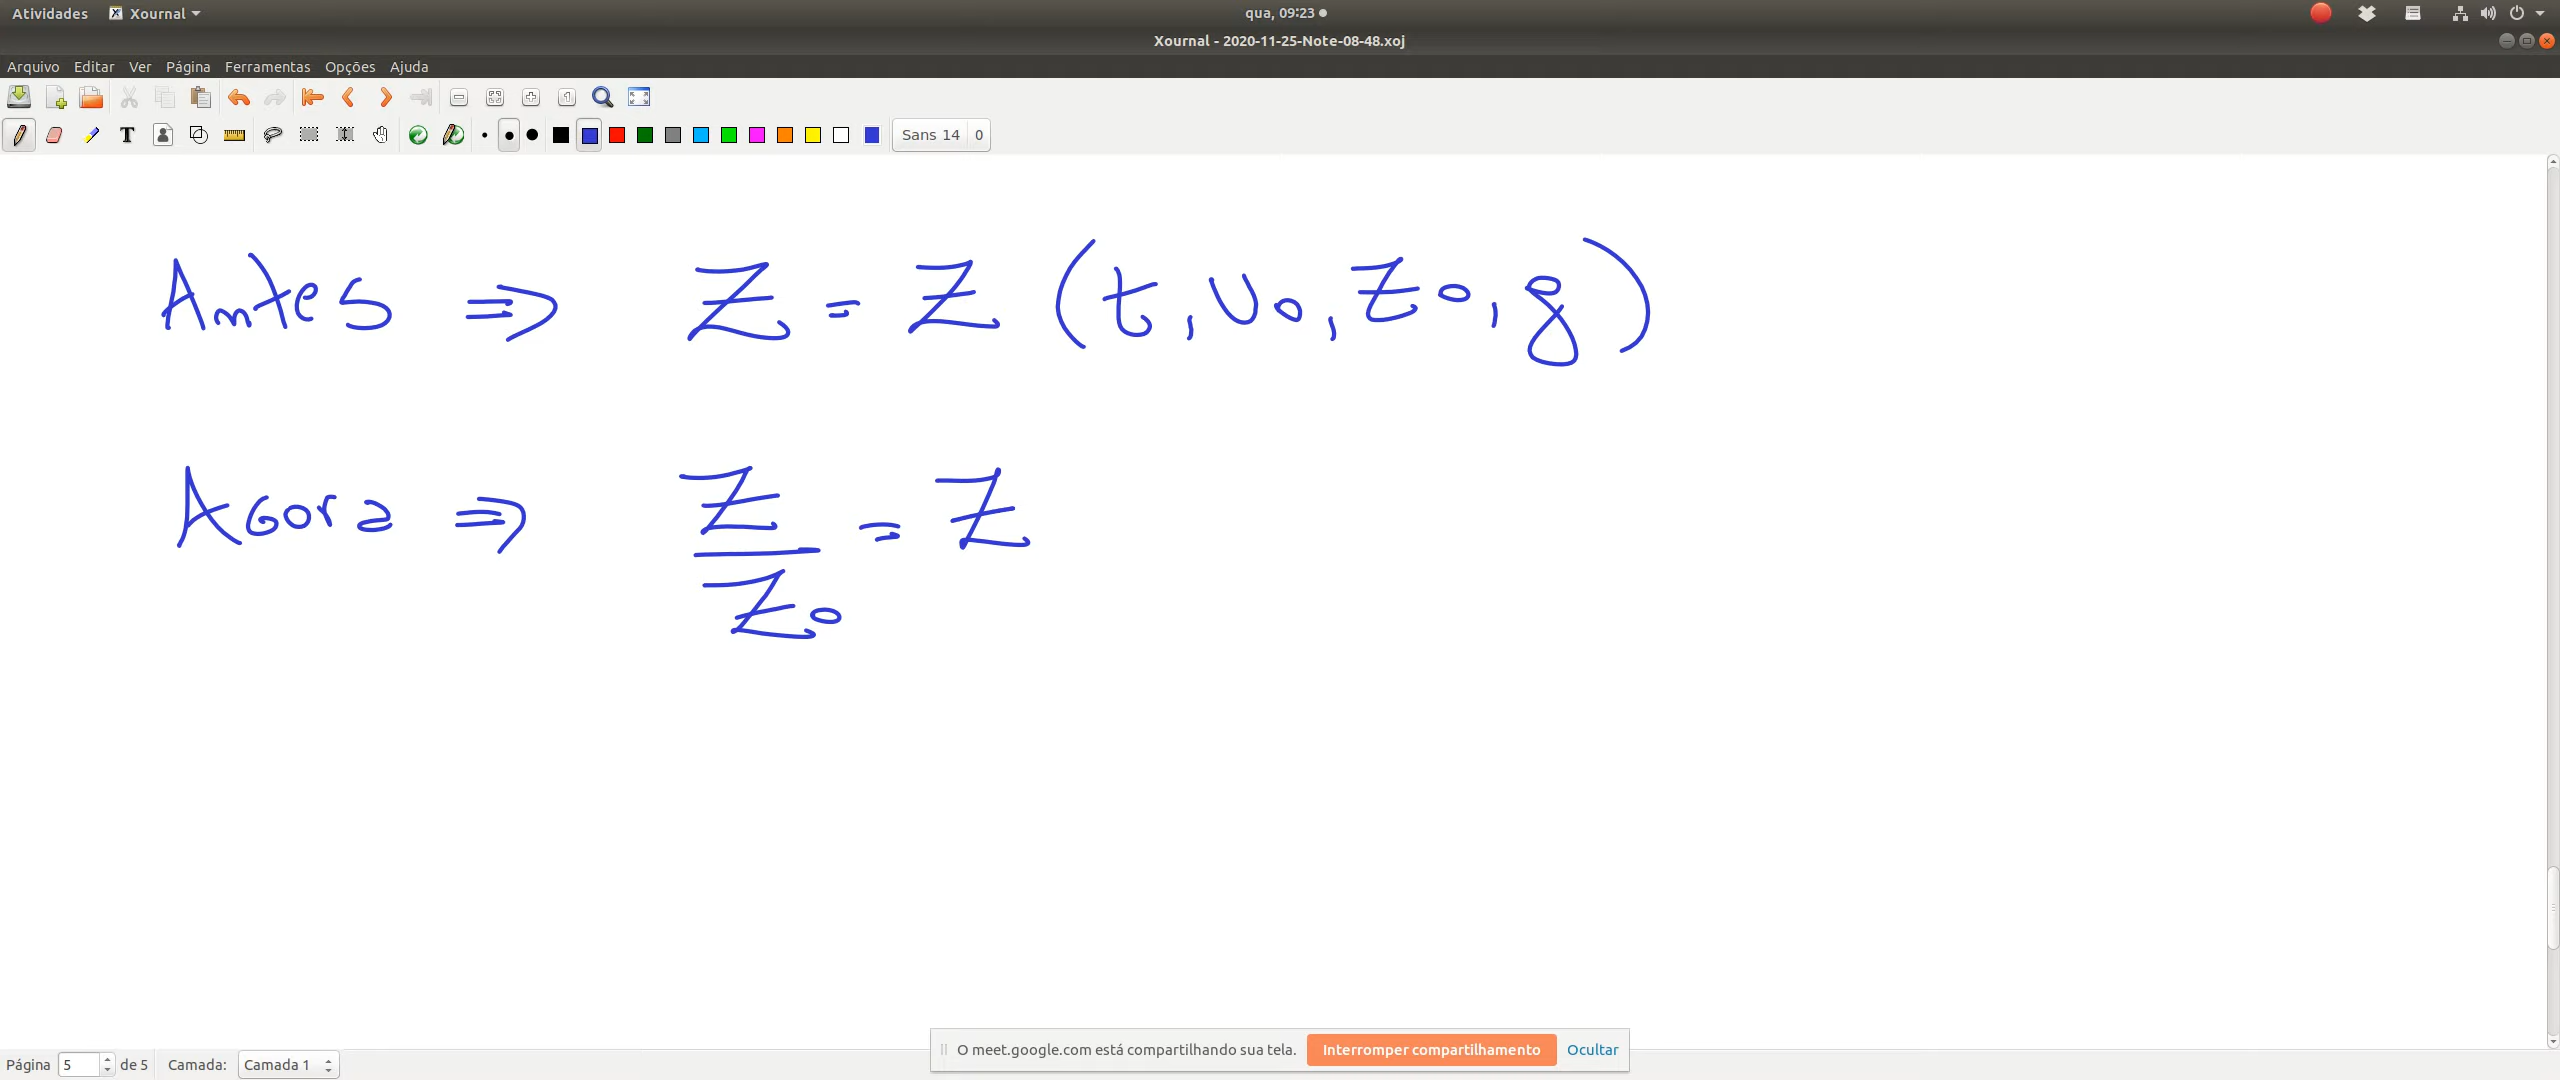 Atividades Xournal qua, 09:23
Xournal - 2020-11-25-Note-08-48.xoj
Arquivo Editar Ver Página Ferramentas Opções Ajuda
T Sans 14 0
Antes ⇒ Z = Z (t, v₀, Z₀, g)
Agora ⇒ Z/Z₀ = Z
O meet.google.com está compartilhando sua tela. Interromper compartilhamento Ocultar
Página 5 de 5 Camada: Camada 1